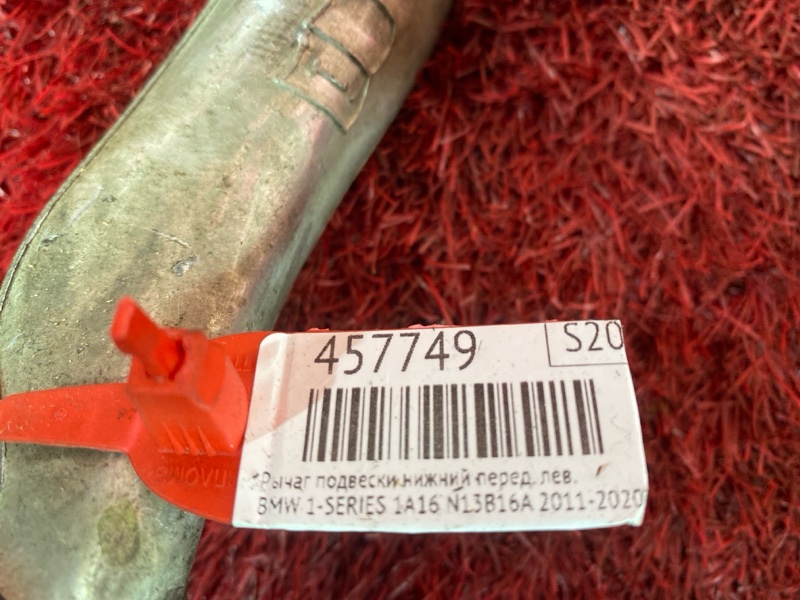 457749
S20
Рычаг подвески нижний перед. лев.
BMW 1-SERIES 1A16 N13B16A 2011-2020